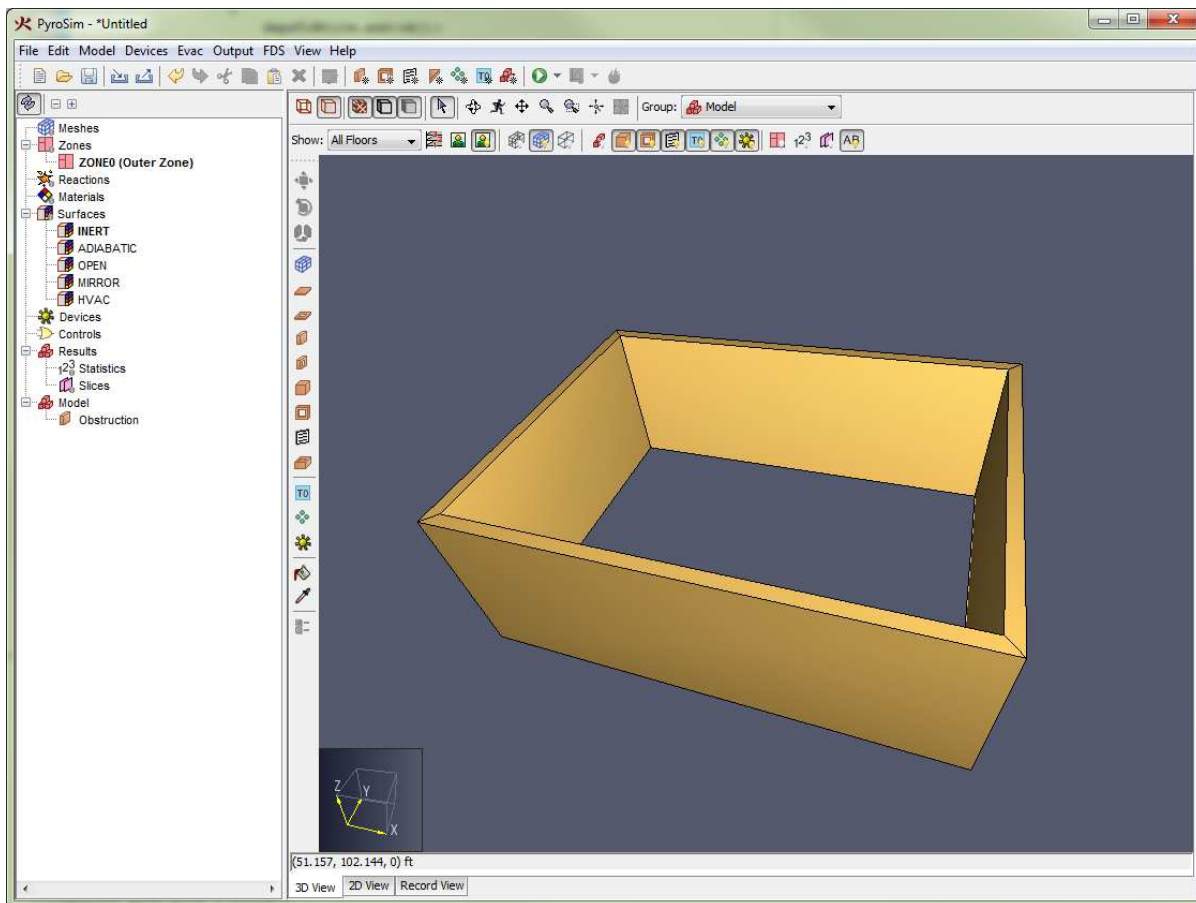 PyroSim - *Untitled
File Edit Model Devices Evac Output FDS View Help
Group: Model
Show: All Floors
Meshes
Zones
ZONE0 (Outer Zone)
Reactions
Materials
Surfaces
INERT
ADIABATIC
OPEN
MIRROR
HVAC
Devices
Controls
Results
Statistics
Slices
Model
Obstruction
Z
Y
X
(51.157, 102.144, 0) ft
3D View 2D View Record View